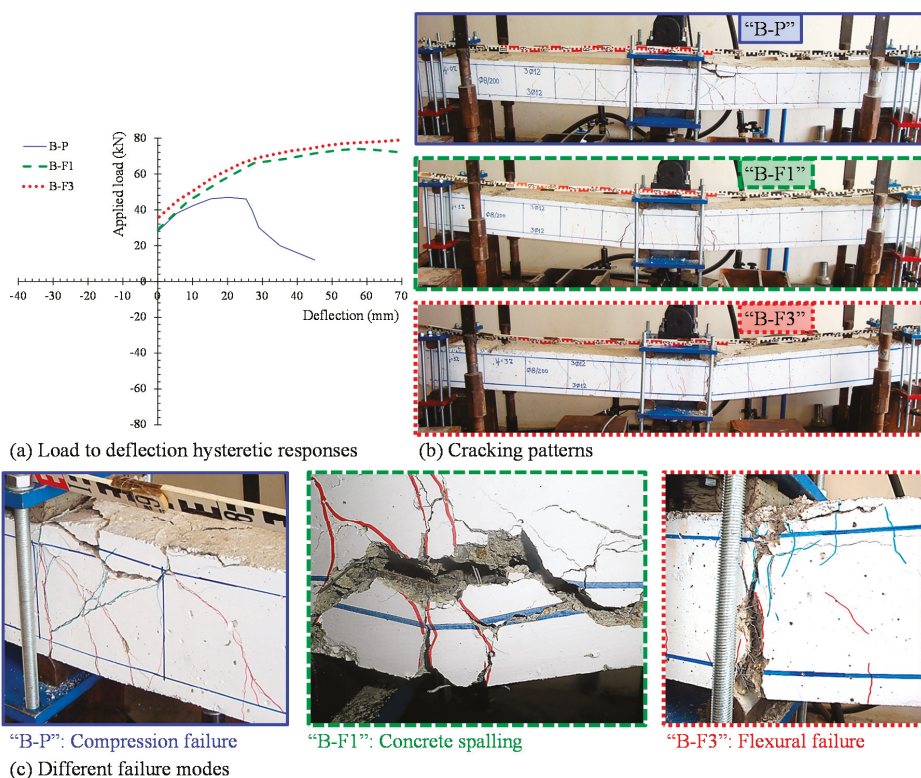 "B-P"
B-P
B-F1
B-F3
Applied load (kN)
80
60
40
20
0
-20
-40
-60
-80
-40 -30 -20 -10 0 10 20 30 40 50 60 70
Deflection (mm)
Ø8/200
3Ø12
3Ø12
"B-F1"
Ø8/200
3Ø12
3Ø12
"B-F3"
Ø8/200
3Ø12
3Ø12
(a) Load to deflection hysteretic responses
(b) Cracking patterns
"B-P": Compression failure
"B-F1": Concrete spalling
"B-F3": Flexural failure
(c) Different failure modes